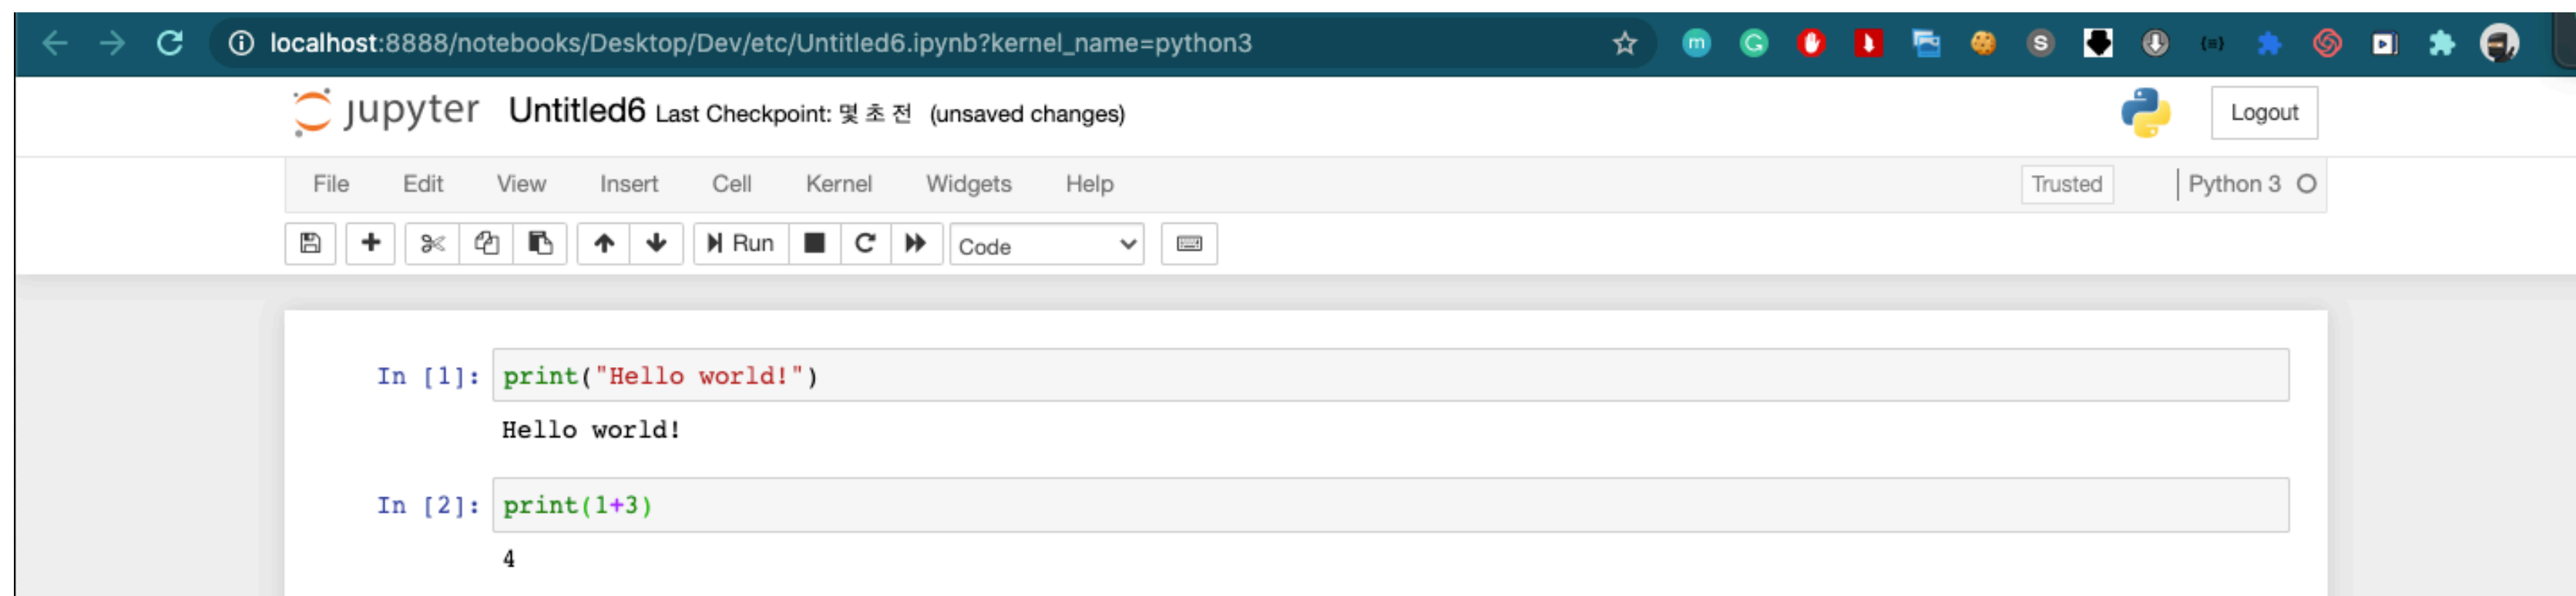 localhost:8888/notebooks/Desktop/Dev/etc/Untitled6.ipynb?kernel_name=python3
jupyter Untitled6 Last Checkpoint: 몇 초 전 (unsaved changes) Logout
File Edit View Insert Cell Kernel Widgets Help Trusted Python 3
Run Code
In [1]: print("Hello world!")
Hello world!
In [2]: print(1+3)
4